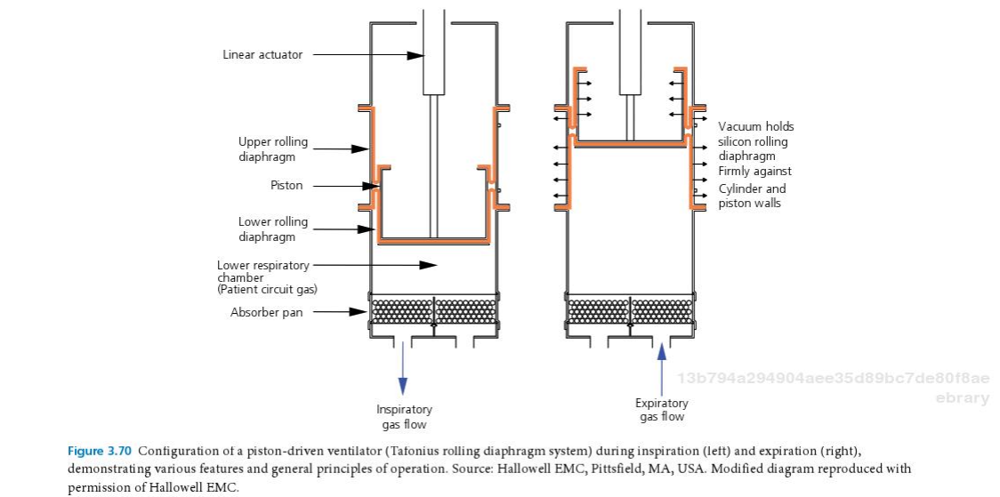 Linear actuator
Upper rolling
diaphragm
Piston
Lower rolling
diaphragm
Lower respiratory
chamber
(Patient circuit gas)
Absorber pan
Inspiratory
gas flow
Vacuum holds
silicon rolling
diaphragm
Firmly against
Cylinder and
piston walls
Expiratory
gas flow
13b794a294904aee35d89bc7de80f8ae
ebrary
Figure 3.70 Configuration of a piston-driven ventilator (Tafonius rolling diaphragm system) during inspiration (left) and expiration (right),
demonstrating various features and general principles of operation. Source: Hallowell EMC, Pittsfield, MA, USA. Modified diagram reproduced with
permission of Hallowell EMC.